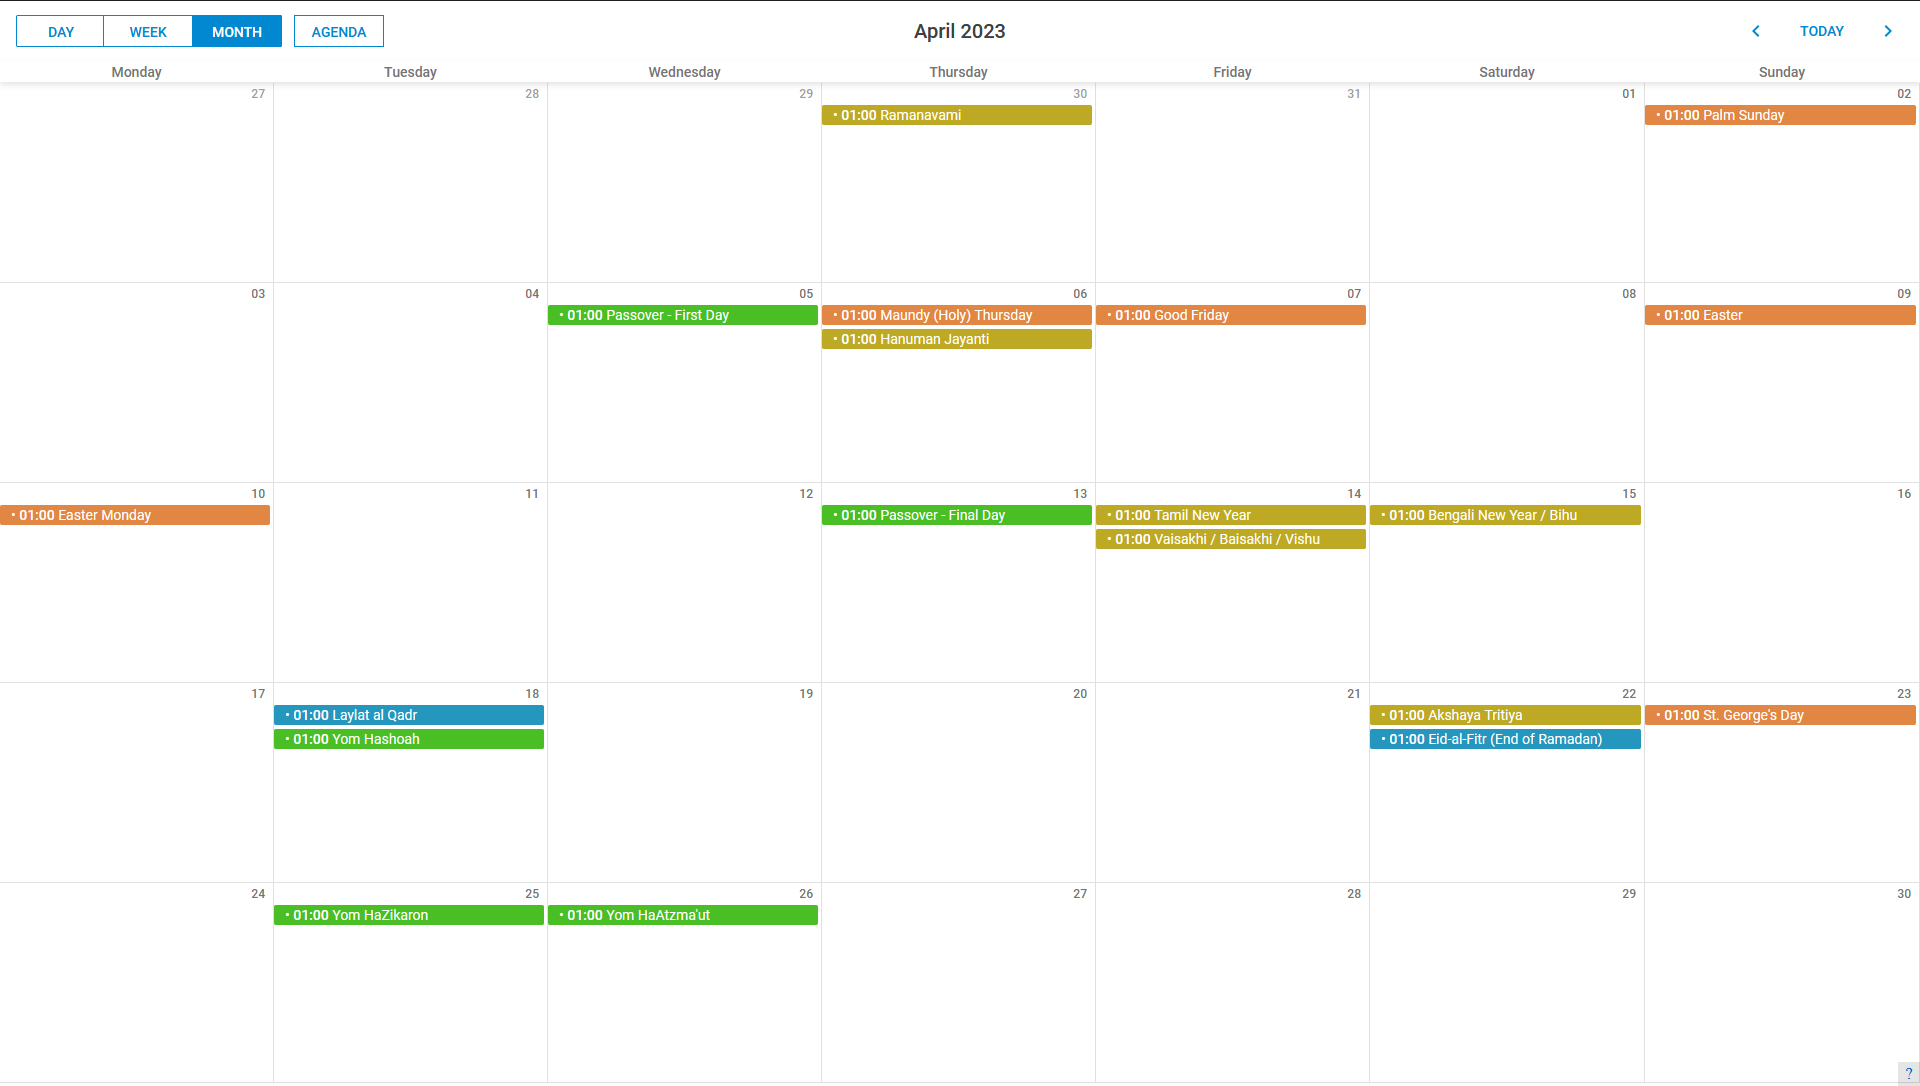 DAY WEEK MONTH AGENDA April 2023 TODAY
Monday Tuesday Wednesday Thursday Friday Saturday Sunday
27 28 29 30 31 01 02
• 01:00 Ramanavami • 01:00 Palm Sunday
03 04 05 06 07 08 09
• 01:00 Passover - First Day • 01:00 Maundy (Holy) Thursday • 01:00 Good Friday • 01:00 Easter
• 01:00 Hanuman Jayanti
10 11 12 13 14 15 16
• 01:00 Easter Monday • 01:00 Passover - Final Day • 01:00 Tamil New Year • 01:00 Bengali New Year / Bihu
• 01:00 Vaisakhi / Baisakhi / Vishu
17 18 19 20 21 22 23
• 01:00 Laylat al Qadr • 01:00 Akshaya Tritiya • 01:00 St. George's Day
• 01:00 Yom Hashoah • 01:00 Eid-al-Fitr (End of Ramadan)
24 25 26 27 28 29 30
• 01:00 Yom HaZikaron • 01:00 Yom HaAtzma'ut
?